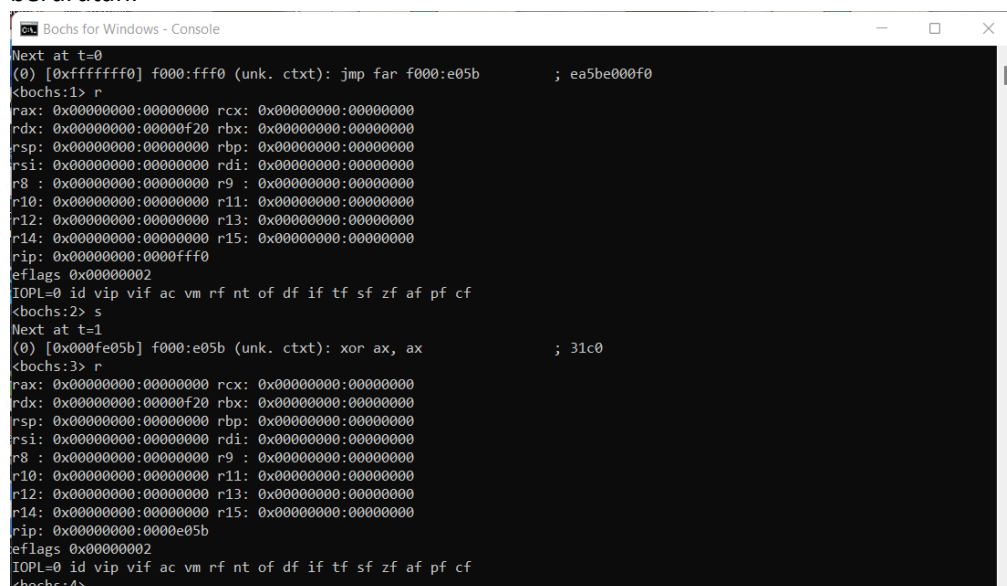 berurutan.
Bochs for Windows - Console
Next at t=0
(0) [0xfffffff0] f000:fff0 (unk. ctxt): jmp far f000:e05b ; ea5be000f0
<bochs:1> r
rax: 0x00000000:00000000 rcx: 0x00000000:00000000
rdx: 0x00000000:00000f20 rbx: 0x00000000:00000000
rsp: 0x00000000:00000000 rbp: 0x00000000:00000000
rsi: 0x00000000:00000000 rdi: 0x00000000:00000000
r8 : 0x00000000:00000000 r9 : 0x00000000:00000000
r10: 0x00000000:00000000 r11: 0x00000000:00000000
r12: 0x00000000:00000000 r13: 0x00000000:00000000
r14: 0x00000000:00000000 r15: 0x00000000:00000000
rip: 0x00000000:0000fff0
eflags 0x00000002
IOPL=0 id vip vif ac vm rf nt of df if tf sf zf af pf cf
<bochs:2> s
Next at t=1
(0) [0x000fe05b] f000:e05b (unk. ctxt): xor ax, ax ; 31c0
<bochs:3> r
rax: 0x00000000:00000000 rcx: 0x00000000:00000000
rdx: 0x00000000:00000f20 rbx: 0x00000000:00000000
rsp: 0x00000000:00000000 rbp: 0x00000000:00000000
rsi: 0x00000000:00000000 rdi: 0x00000000:00000000
r8 : 0x00000000:00000000 r9 : 0x00000000:00000000
r10: 0x00000000:00000000 r11: 0x00000000:00000000
r12: 0x00000000:00000000 r13: 0x00000000:00000000
r14: 0x00000000:00000000 r15: 0x00000000:00000000
rip: 0x00000000:0000e05b
eflags 0x00000002
IOPL=0 id vip vif ac vm rf nt of df if tf sf zf af pf cf
<bochs:4>